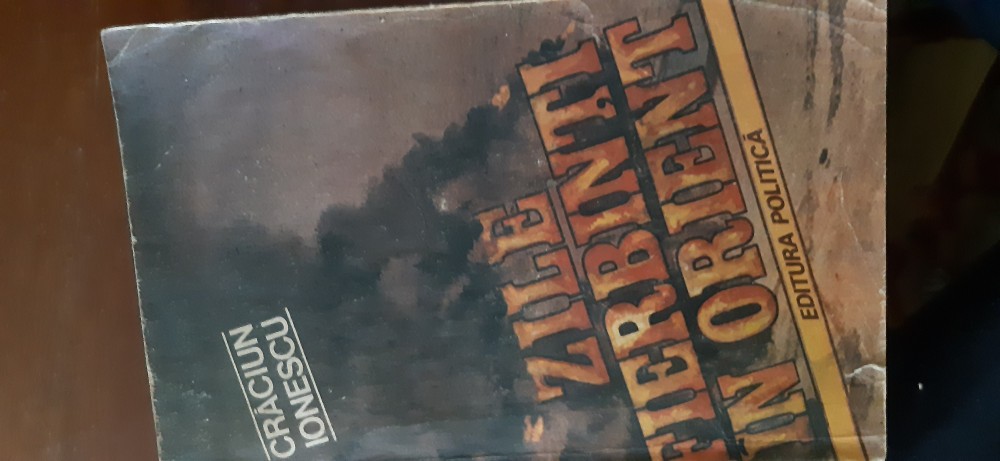 CRĂCIUN
IONESCU
ZILE
FIERBINȚI
ÎN ORIENT
EDITURA POLITICĂ